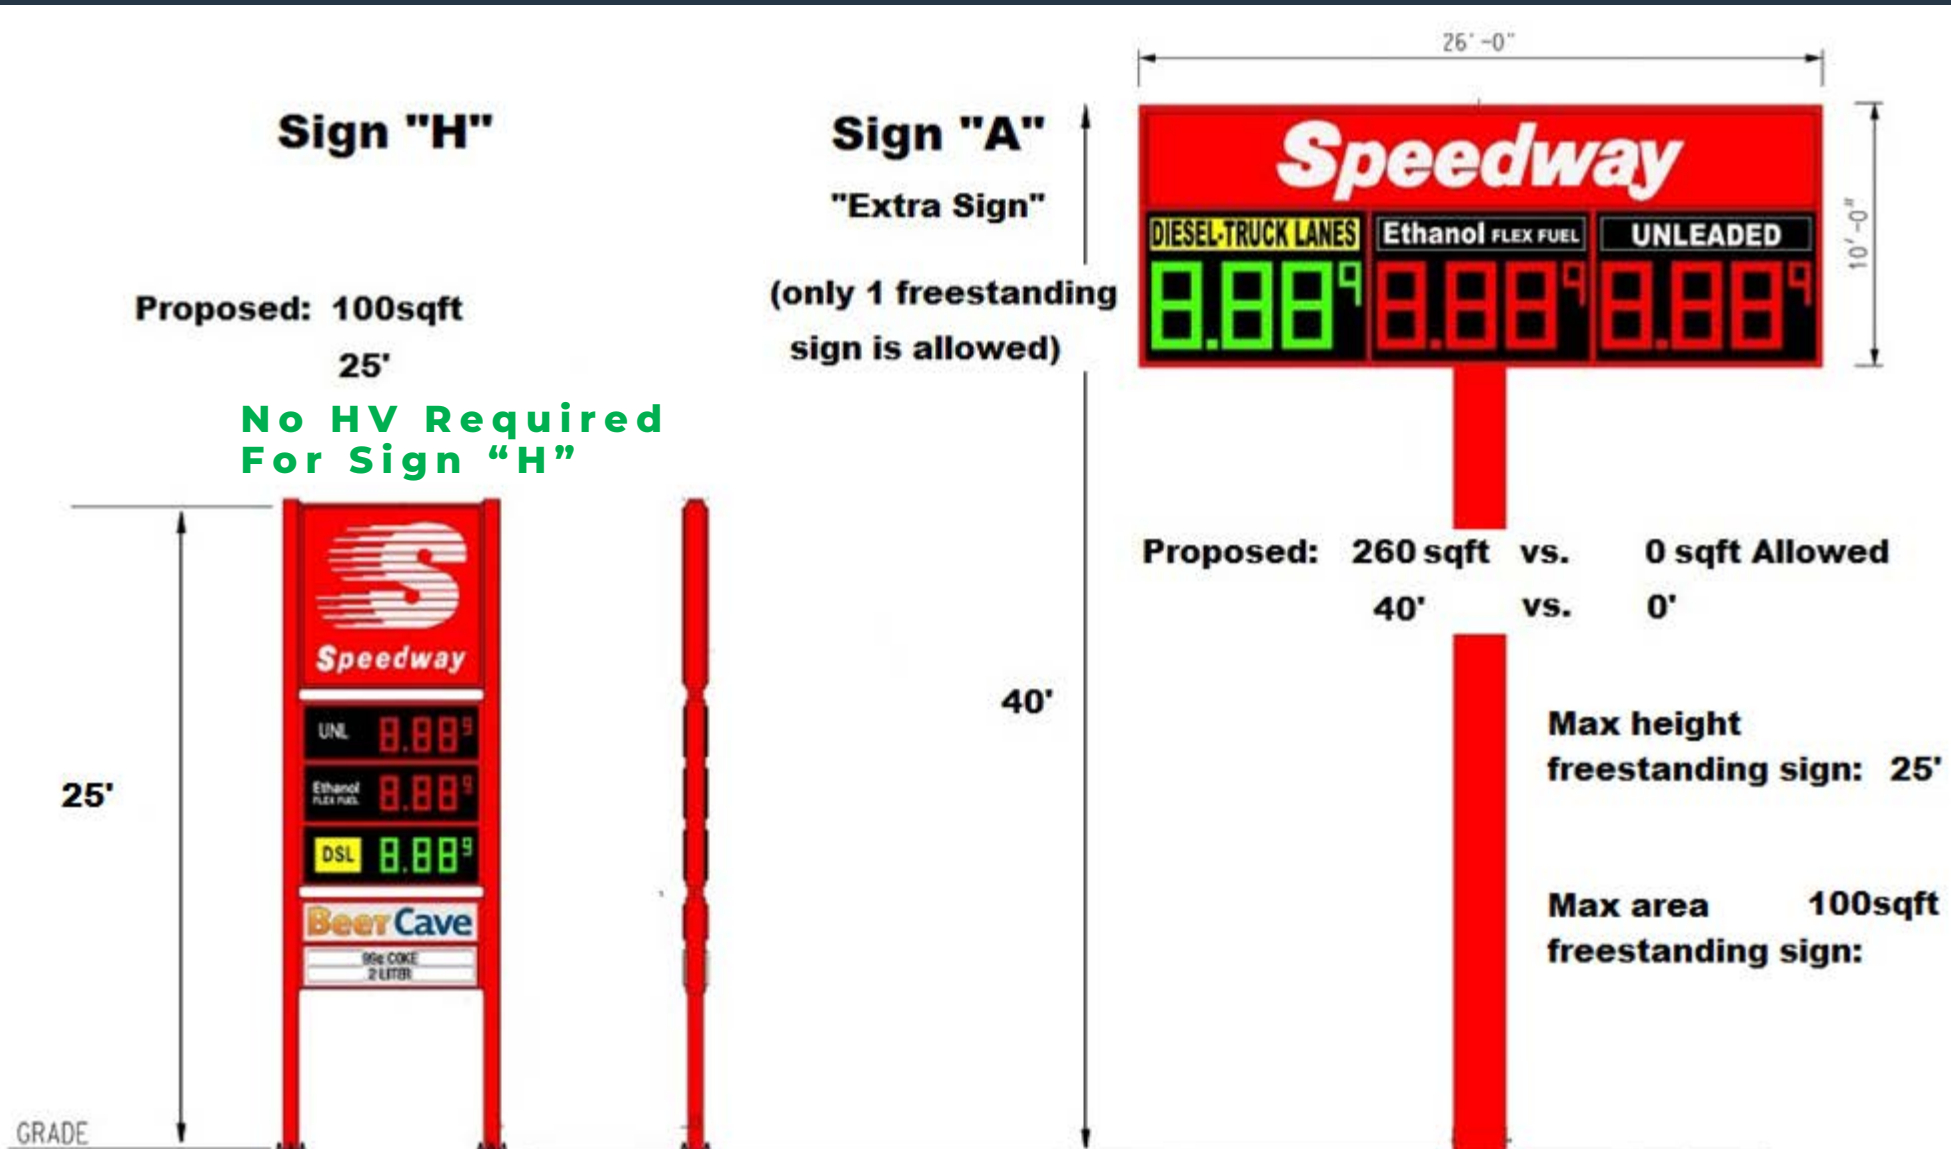 Sign "H"
Proposed: 100sqft
25'
No HV Required
For Sign “H”
25'
GRADE
S
Speedway
UNL 8.88 9
Ethanol
FLEX FUEL 8.88 9
DSL 8.88 9
Beer Cave
99¢ COKE
2 LITER
Sign "A"
"Extra Sign"
(only 1 freestanding
sign is allowed)
40'
26'-0"
10'-0"
Speedway
DIESEL-TRUCK LANES Ethanol FLEX FUEL UNLEADED
8.88 9 8.88 9 8.88 9
Proposed: 260 sqft vs. 0 sqft Allowed
40' vs. 0'
Max height
freestanding sign: 25'
Max area 100sqft
freestanding sign: